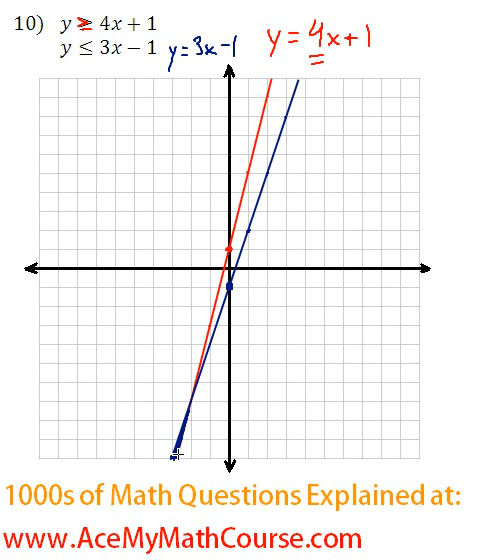 10) y ≥ 4x + 1
y ≤ 3x − 1
y = 3x-1
y = 4x+1
1000s of Math Questions Explained at:
www.AceMyMathCourse.com